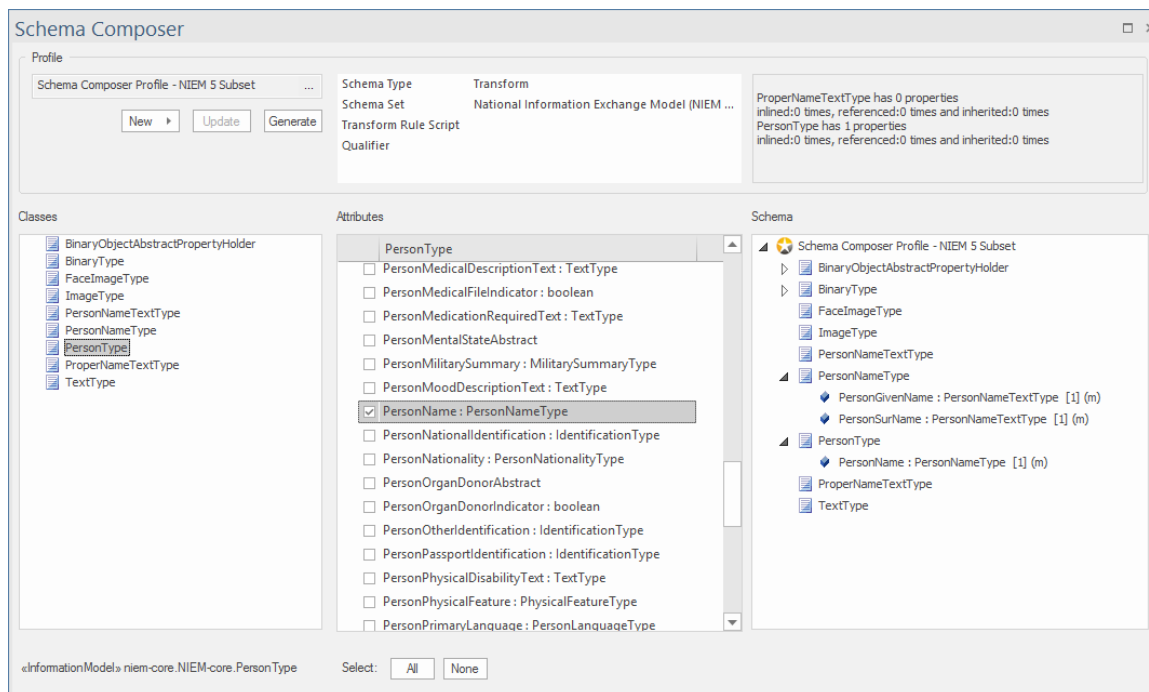 Schema Composer
Profile
Schema Composer Profile - NIEM 5 Subset ...
New
Update
Generate
Schema Type Transform
Schema Set National Information Exchange Model (NIEM ...
Transform Rule Script
Qualifier
ProperNameTextType has 0 properties
inlined:0 times, referenced:0 times and inherited:0 times
PersonType has 1 properties
inlined:0 times, referenced:0 times and inherited:0 times
Classes
BinaryObjectAbstractPropertyHolder
BinaryType
FaceImageType
ImageType
PersonNameTextType
PersonNameType
PersonType
ProperNameTextType
TextType
Attributes
PersonType
PersonMedicalDescriptionText : TextType
PersonMedicalFileIndicator : boolean
PersonMedicationRequiredText : TextType
PersonMentalStateAbstract
PersonMilitarySummary : MilitarySummaryType
PersonMoodDescriptionText : TextType
PersonName : PersonNameType
PersonNationalIdentification : IdentificationType
PersonNationality : PersonNationalityType
PersonOrganDonorAbstract
PersonOrganDonorIndicator : boolean
PersonOtherIdentification : IdentificationType
PersonPassportIdentification : IdentificationType
PersonPhysicalDisabilityText : TextType
PersonPhysicalFeature : PhysicalFeatureType
PersonPrimaryLanguage : PersonLanguageType
Schema
Schema Composer Profile - NIEM 5 Subset
BinaryObjectAbstractPropertyHolder
BinaryType
FaceImageType
ImageType
PersonNameTextType
PersonNameType
PersonGivenName : PersonNameTextType [1] (m)
PersonSurName : PersonNameTextType [1] (m)
PersonType
PersonName : PersonNameType [1] (m)
ProperNameTextType
TextType
«InformationModel» niem-core.NIEM-core.PersonType
Select: All None